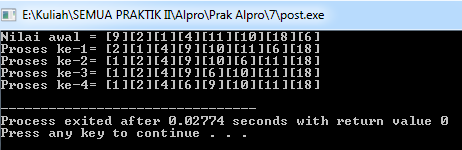 E:\Kuliah\SEMUA PRAKTIK II\Alpro\Prak Alpro\7\post.exe
Nilai awal = [9][2][1][4][11][10][18][6]
Proses ke-1= [2][1][4][9][10][11][6][18]
Proses ke-2= [1][2][4][9][10][6][11][18]
Proses ke-3= [1][2][4][9][6][10][11][18]
Proses ke-4= [1][2][4][6][9][10][11][18]
--------------------------------
Process exited after 0.02774 seconds with return value 0
Press any key to continue . . .